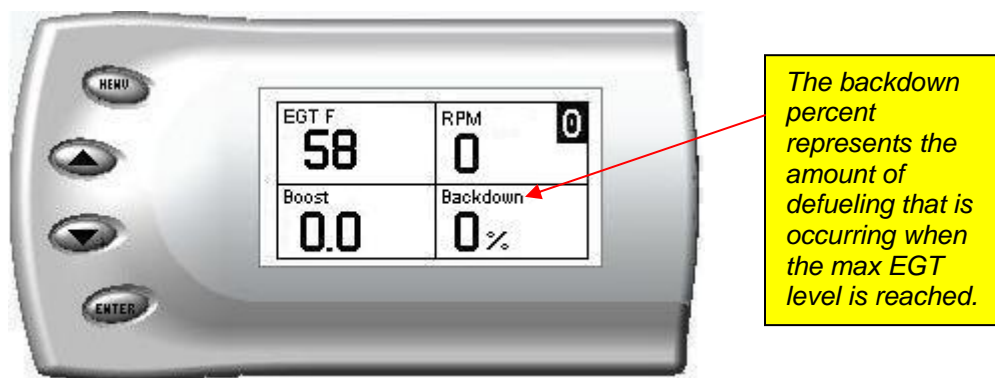 MENU
EGT F
58
RPM
0
0
Boost
0.0
Backdown
0%
ENTER
The backdown
percent
represents the
amount of
defueling that is
occurring when
the max EGT
level is reached.